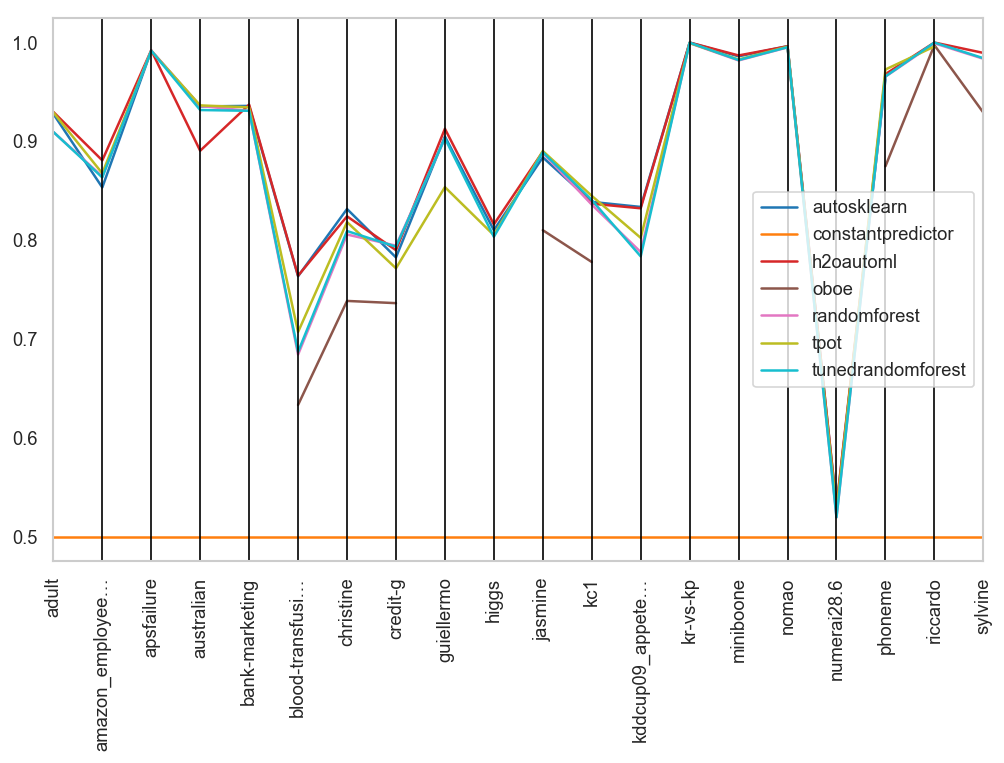 1.0
0.9
0.8
0.7
0.6
0.5
autosklearn
constantpredictor
h2oautoml
oboe
randomforest
tpot
tunedrandomforest
adult
amazon_employee…
apsfailure
australian
bank-marketing
blood-transfusi…
christine
credit-g
guiellermo
higgs
jasmine
kc1
kddcup09_appete…
kr-vs-kp
miniboone
nomao
numerai28.6
phoneme
riccardo
sylvine